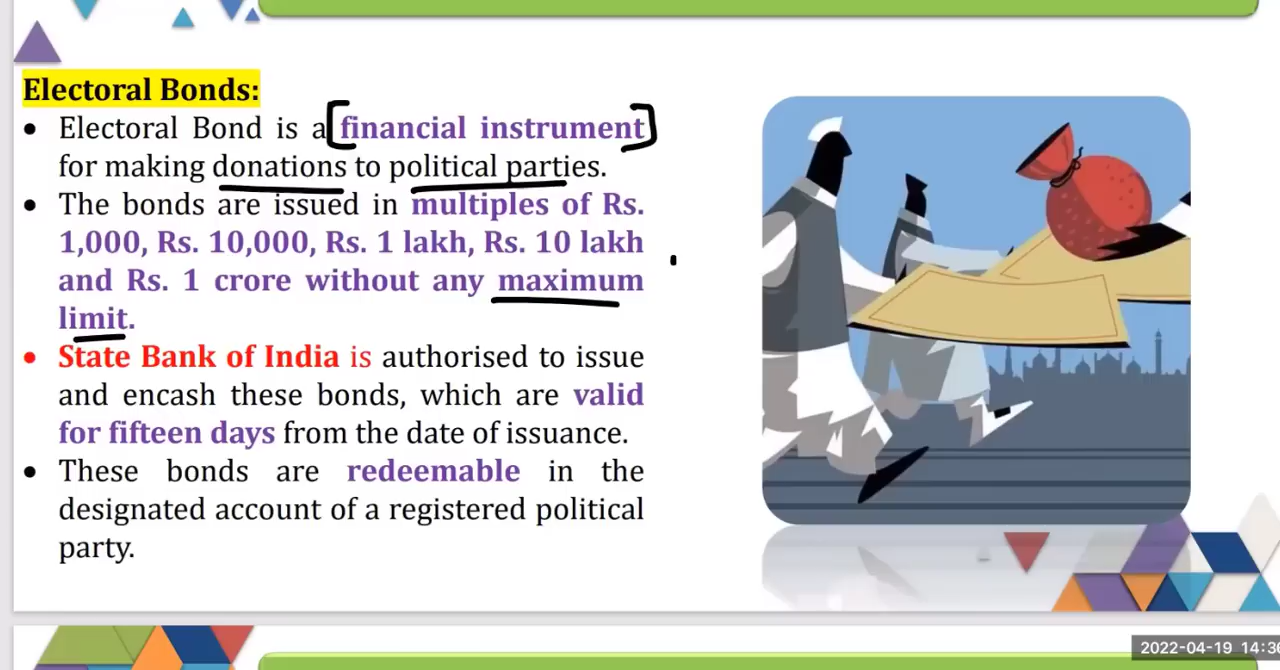 Electoral Bonds:
• Electoral Bond is a financial instrument
for making donations to political parties.
• The bonds are issued in multiples of Rs.
1,000, Rs. 10,000, Rs. 1 lakh, Rs. 10 lakh
and Rs. 1 crore without any maximum
limit.
• State Bank of India is authorised to issue
and encash these bonds, which are valid
for fifteen days from the date of issuance.
• These bonds are redeemable in the
designated account of a registered political
party.
2022-04-19 14:36